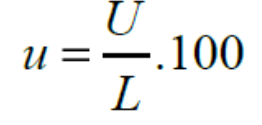 u = U/L .100